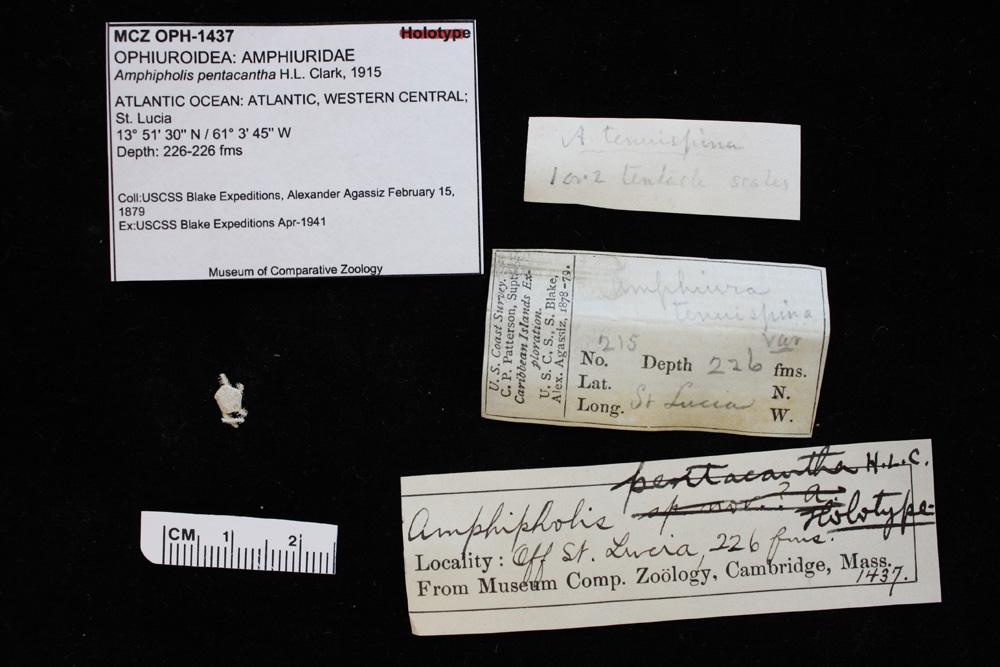 MCZ OPH-1437 Holotype
OPHIUROIDEA: AMPHIURIDAE
Amphipholis pentacantha H.L. Clark, 1915
ATLANTIC OCEAN: ATLANTIC, WESTERN CENTRAL;
St. Lucia
13° 51' 30" N / 61° 3' 45" W
Depth: 226-226 fms
Coll:USCSS Blake Expeditions, Alexander Agassiz February 15,
1879
Ex:USCSS Blake Expeditions Apr-1941
Museum of Comparative Zoology
A. tenuispina
1 or 2 tentacle scales
U. S. Coast Survey.
C. P. Patterson, Supt.
Caribbean Islands Ex-
ploration.
U. S. C. S. S. Blake,
Alex. Agassiz, 1878-79.
Amphiura
tenuispina
var
No. 215 Depth 226 fms.
Lat. N.
Long. St Lucia W.
pentacantha H.L.C.
Amphipholis sp nov.? a.
Holotype
Locality: Off St. Lucia, 226 fms.
From Museum Comp. Zoölogy, Cambridge, Mass.
1437.
CM 1 2